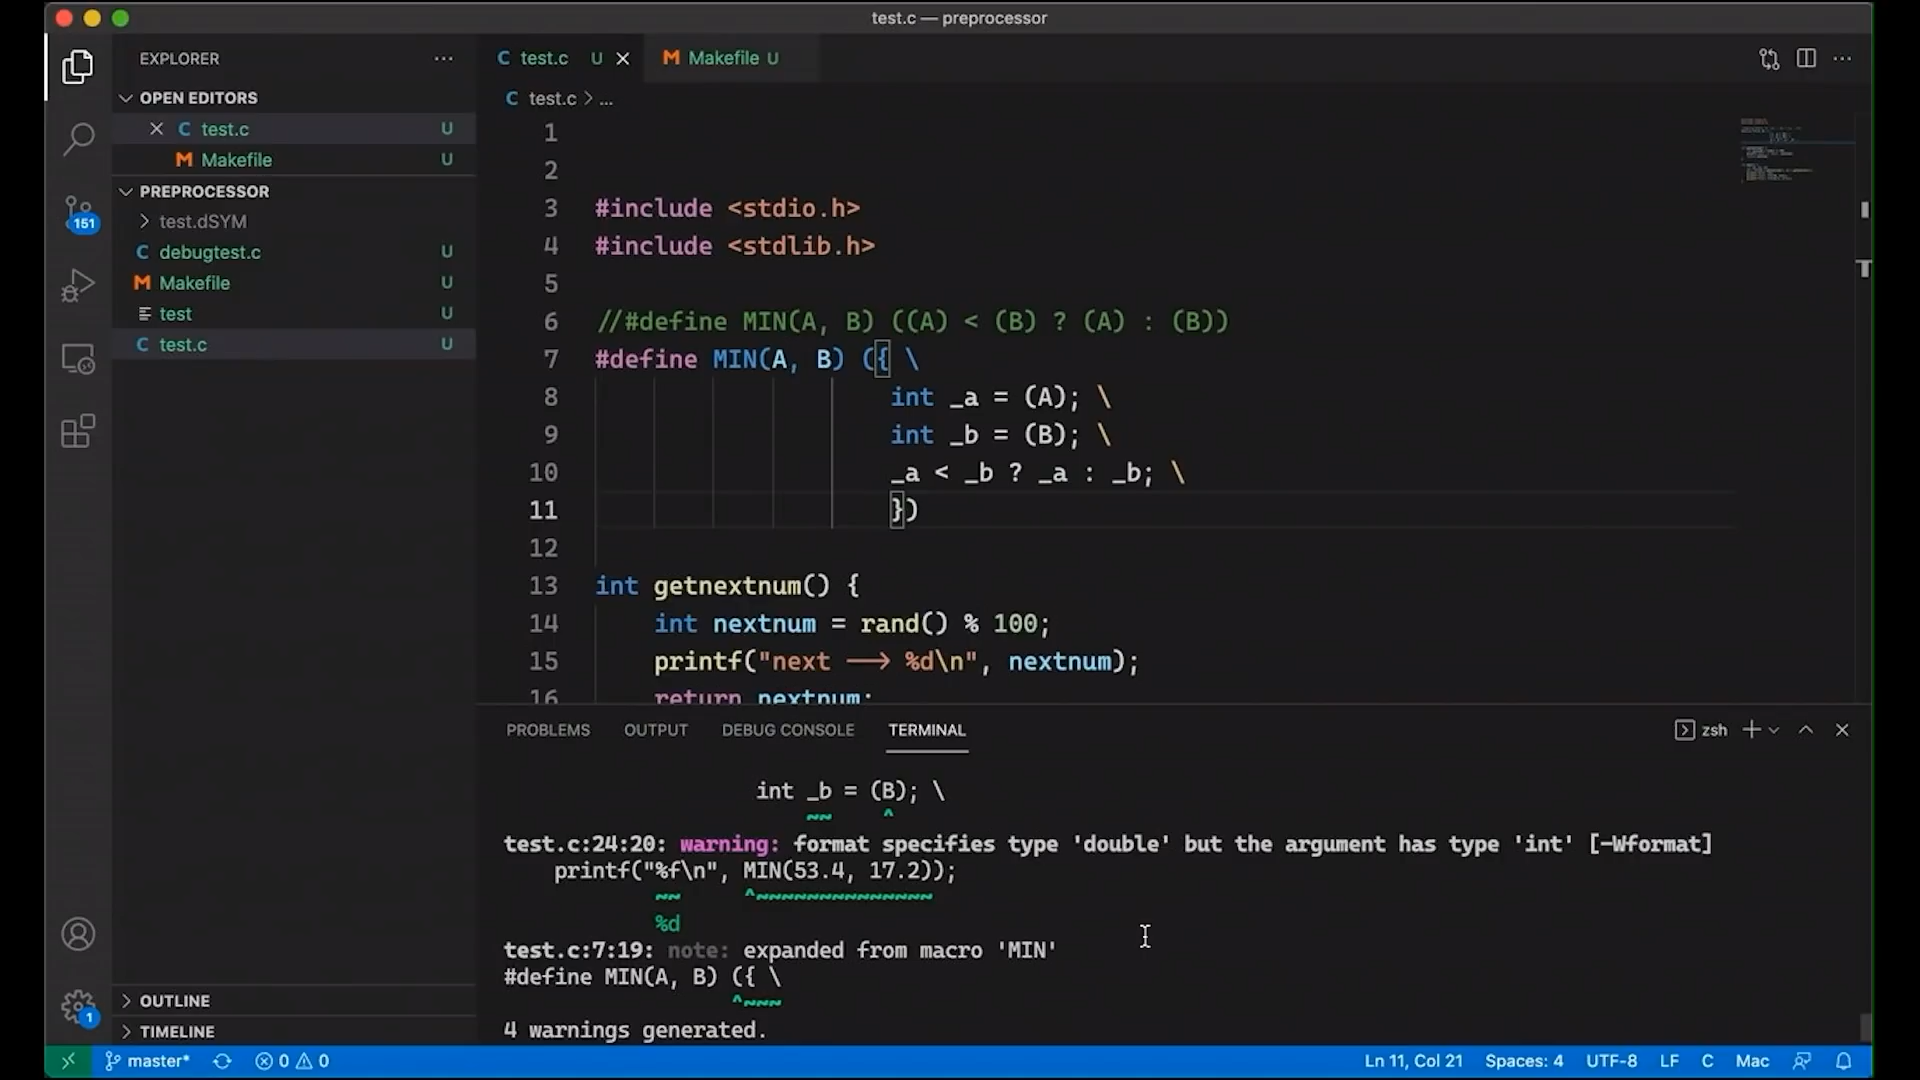 test.c — preprocessor
EXPLORER
OPEN EDITORS
C test.c U
M Makefile U
PREPROCESSOR
test.dSYM
C debugtest.c U
M Makefile U
test U
C test.c U
OUTLINE
TIMELINE
151
1
C test.c U
M Makefile U
C test.c > ...
1
2
3 #include <stdio.h>
4 #include <stdlib.h>
5
6 //#define MIN(A, B) ((A) < (B) ? (A) : (B))
7 #define MIN(A, B) ({ \
8 int _a = (A); \
9 int _b = (B); \
10 _a < _b ? _a : _b; \
11 })
12
13 int getnextnum() {
14 int nextnum = rand() % 100;
15 printf("next --> %d\n", nextnum);
16 return nextnum;
PROBLEMS OUTPUT DEBUG CONSOLE TERMINAL
zsh
int _b = (B); \
~~ ^
test.c:24:20: warning: format specifies type 'double' but the argument has type 'int' [-Wformat]
printf("%f\n", MIN(53.4, 17.2));
~~ ^~~~~~~~~~~~~~~
%d
test.c:7:19: note: expanded from macro 'MIN'
#define MIN(A, B) ({ \
^~~~
4 warnings generated.
master* 0 0
Ln 11, Col 21 Spaces: 4 UTF-8 LF C Mac